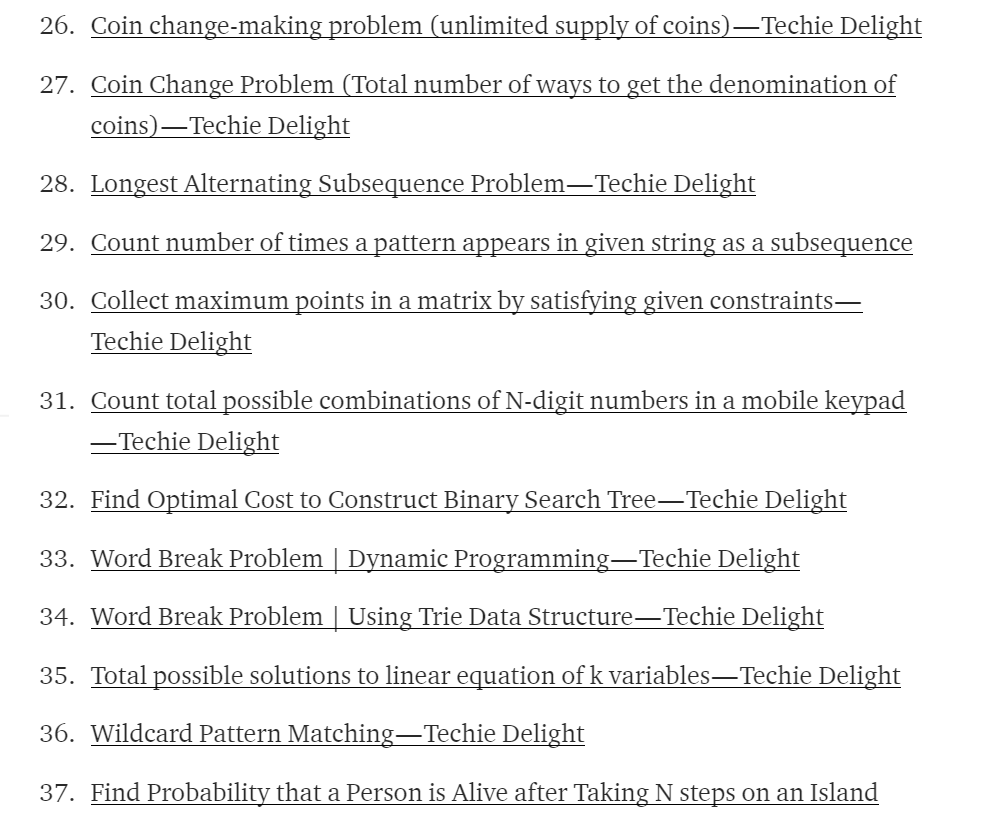 26. Coin change-making problem (unlimited supply of coins)—Techie Delight
27. Coin Change Problem (Total number of ways to get the denomination of
coins)—Techie Delight
28. Longest Alternating Subsequence Problem—Techie Delight
29. Count number of times a pattern appears in given string as a subsequence
30. Collect maximum points in a matrix by satisfying given constraints—
Techie Delight
31. Count total possible combinations of N-digit numbers in a mobile keypad
—Techie Delight
32. Find Optimal Cost to Construct Binary Search Tree—Techie Delight
33. Word Break Problem | Dynamic Programming—Techie Delight
34. Word Break Problem | Using Trie Data Structure—Techie Delight
35. Total possible solutions to linear equation of k variables—Techie Delight
36. Wildcard Pattern Matching—Techie Delight
37. Find Probability that a Person is Alive after Taking N steps on an Island